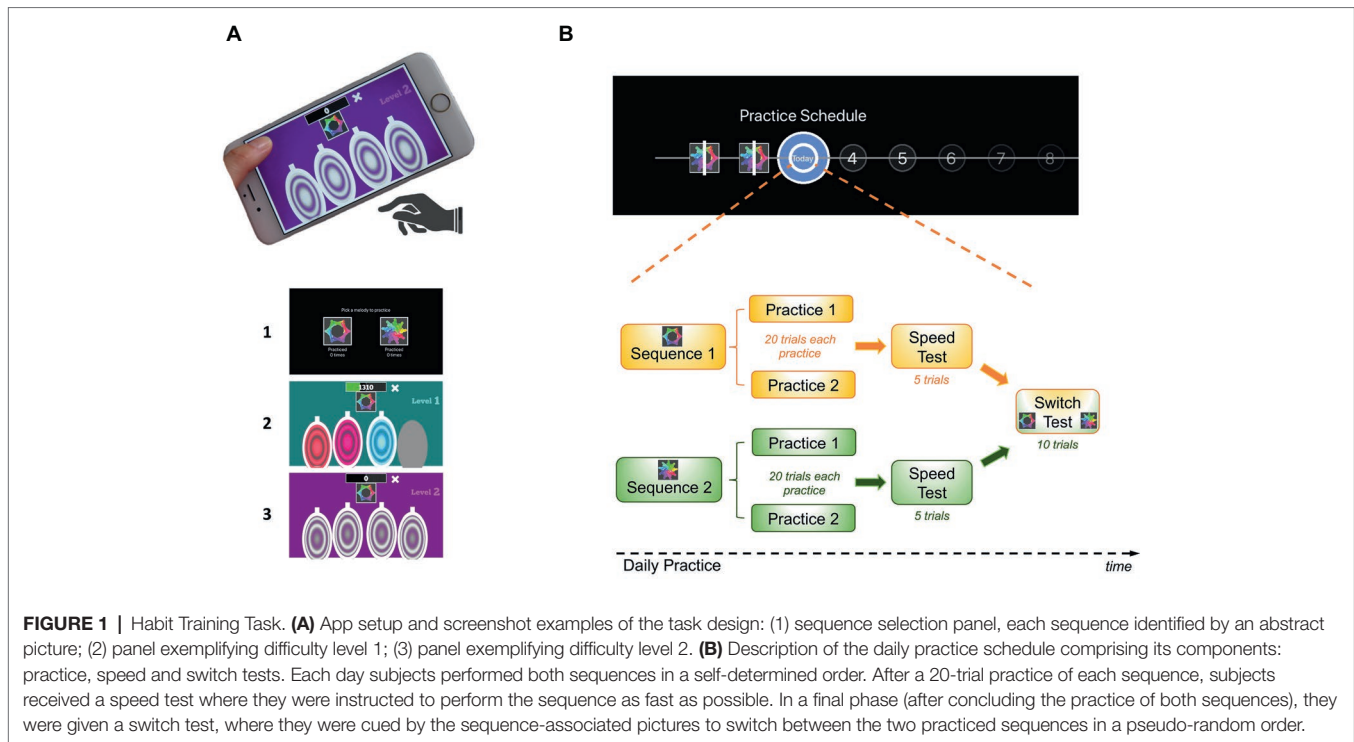 A
B
0
Level 2
Practice Schedule
Today
4
5
6
7
8
1
Pick a melody to practice
Practiced
0 times
Practiced
0 times
2
1310
Level 1
3
0
Level 2
Sequence 1
Practice 1
20 trials each
practice
Practice 2
Speed
Test
5 trials
Switch
Test
10 trials
Sequence 2
Practice 1
20 trials each
practice
Practice 2
Speed
Test
5 trials
Daily Practice
time
FIGURE 1 | Habit Training Task. (A) App setup and screenshot examples of the task design: (1) sequence selection panel, each sequence identified by an abstract
picture; (2) panel exemplifying difficulty level 1; (3) panel exemplifying difficulty level 2. (B) Description of the daily practice schedule comprising its components:
practice, speed and switch tests. Each day subjects performed both sequences in a self-determined order. After a 20-trial practice of each sequence, subjects
received a speed test where they were instructed to perform the sequence as fast as possible. In a final phase (after concluding the practice of both sequences), they
were given a switch test, where they were cued by the sequence-associated pictures to switch between the two practiced sequences in a pseudo-random order.